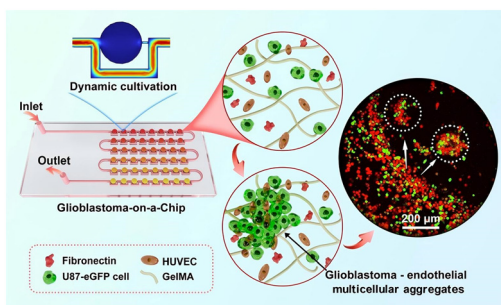 Dynamic cultivation
Inlet
Outlet
Glioblastoma-on-a-Chip
Fibronectin
HUVEC
U87-eGFP cell
GelMA
200 μm
Glioblastoma - endothelial
multicellular aggregates